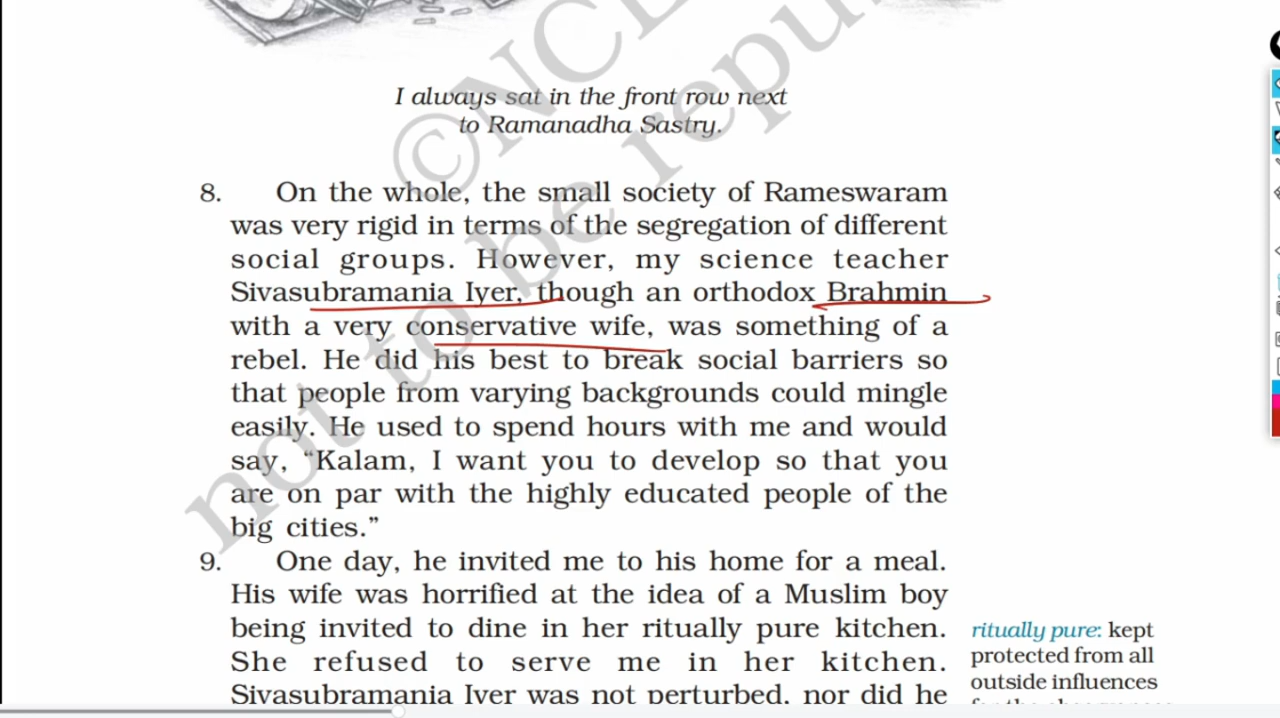 I always sat in the front row next
to Ramanadha Sastry.
8. On the whole, the small society of Rameswaram
was very rigid in terms of the segregation of different
social groups. However, my science teacher
Sivasubramania Iyer, though an orthodox Brahmin
with a very conservative wife, was something of a
rebel. He did his best to break social barriers so
that people from varying backgrounds could mingle
easily. He used to spend hours with me and would
say, “Kalam, I want you to develop so that you
are on par with the highly educated people of the
big cities.”
9. One day, he invited me to his home for a meal.
His wife was horrified at the idea of a Muslim boy
being invited to dine in her ritually pure kitchen.
She refused to serve me in her kitchen.
Sivasubramania Iyer was not perturbed, nor did he
ritually pure: kept
protected from all
outside influences
©NCE
not to be repu